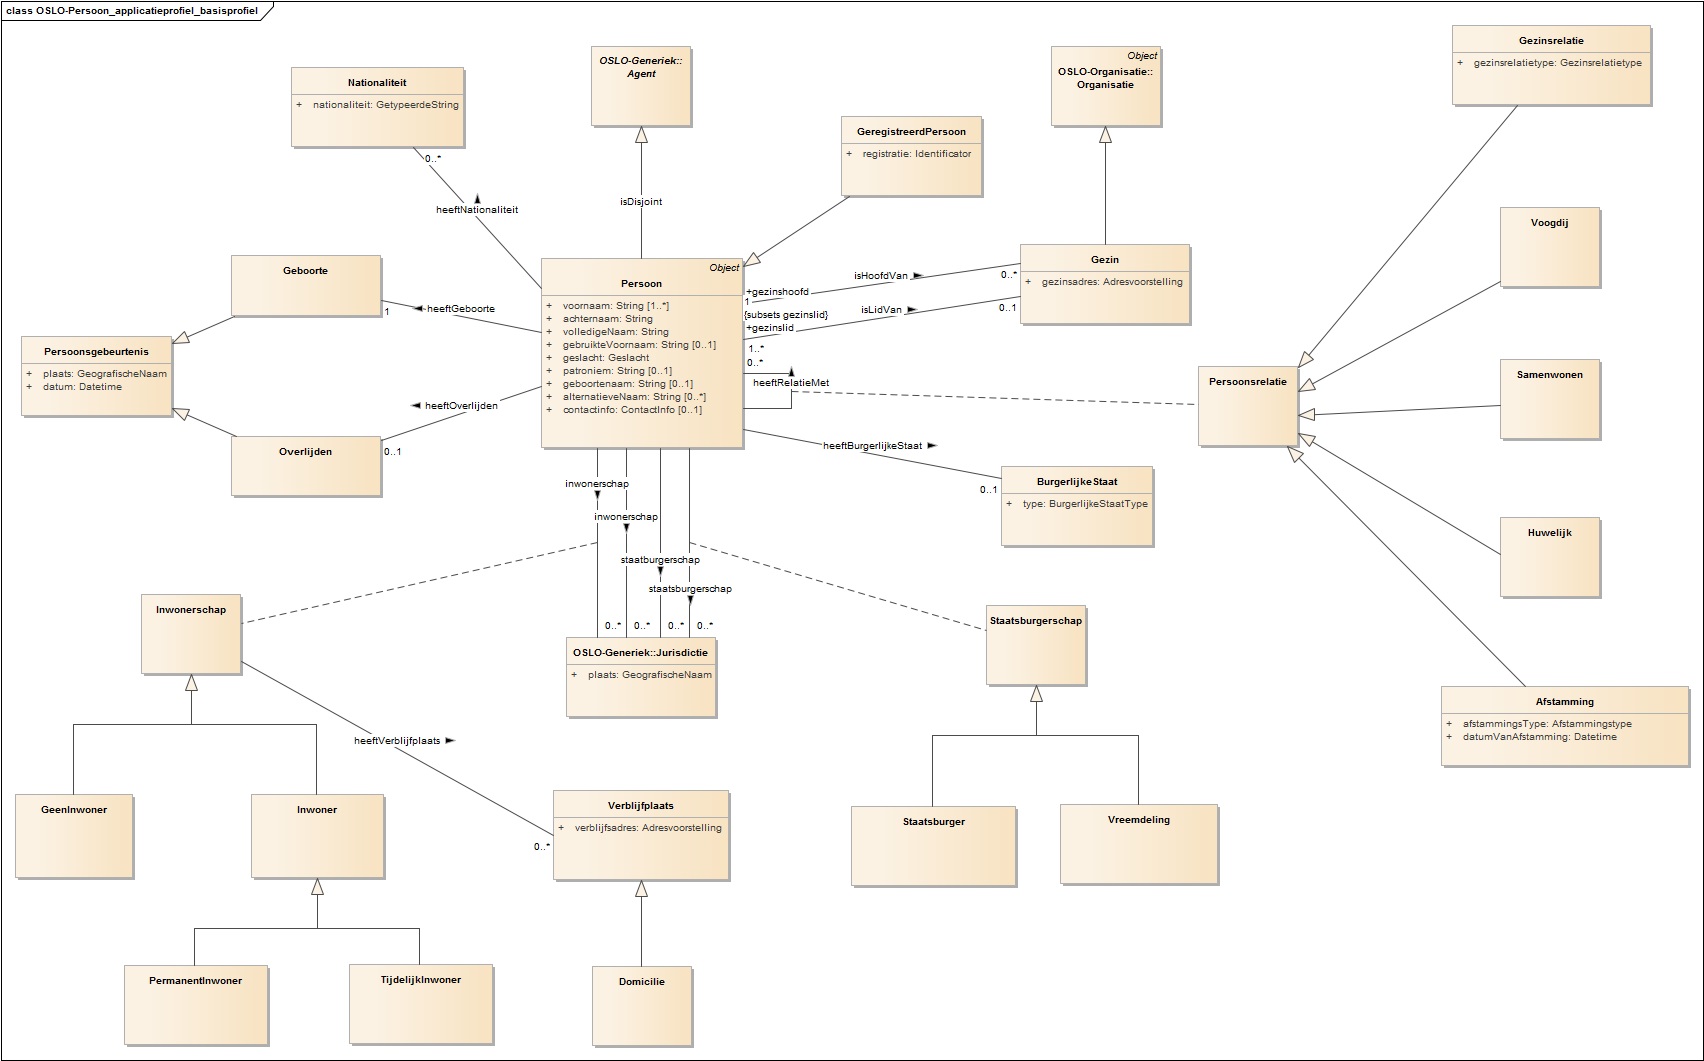 class OSLO-Persoon_applicatieprofiel_basisprofiel
Nationaliteit
+ nationaliteit: GetypeerdeString
OSLO-Generiek::
Agent
Object
OSLO-Organisatie::
Organisatie
Gezinsrelatie
+ gezinsrelatietype: Gezinsrelatietype
GeregistreerdPersoon
+ registratie: Identificator
0..*
heeftNationaliteit
isDisjoint
Voogdij
Geboorte
1
heeftGeboorte
Object
Persoon
+ voornaam: String [1..*]
+ achternaam: String
+ volledigeNaam: String
+ gebruikteVoornaam: String [0..1]
+ geslacht: Geslacht
+ patroniem: String [0..1]
+ geboortenaam: String [0..1]
+ alternatieveNaam: String [0..*]
+ contactinfo: ContactInfo [0..1]
isHoofdVan
0..*
+gezinshoofd
1
{subsets gezinslid}
+gezinslid
1..*
isLidVan
0..1
Gezin
+ gezinsadres: Adresvoorstelling
0..*
heeftRelatieMet
Persoonsgebeurtenis
+ plaats: GeografischeNaam
+ datum: Datetime
Persoonsrelatie
Samenwonen
heeftOverlijden
0..1
Overlijden
heeftBurgerlijkeStaat
0..1
BurgerlijkeStaat
+ type: BurgerlijkeStaatType
Huwelijk
inwonerschap
inwonerschap
staatburgerschap
staatsburgerschap
0..*
0..*
0..*
0..*
Inwonerschap
OSLO-Generiek::Jurisdictie
+ plaats: GeografischeNaam
Staatsburgerschap
Afstamming
+ afstammingsType: Afstammingstype
+ datumVanAfstamming: Datetime
heeftVerblijfplaats
0..*
GeenInwoner
Inwoner
Verblijfplaats
+ verblijfsadres: Adresvoorstelling
Staatsburger
Vreemdeling
PermanentInwoner
TijdelijkInwoner
Domicilie